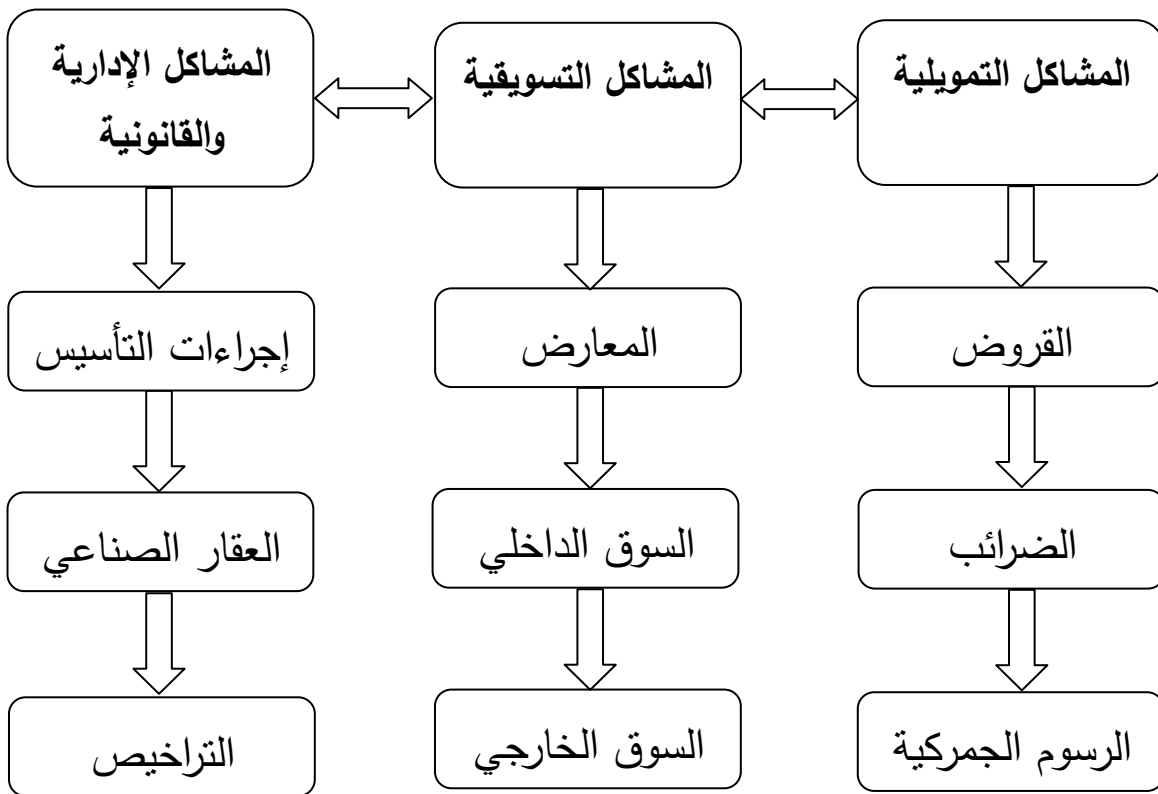 المشاكل التمويلية
المشاكل التسويقية
المشاكل الإدارية
والقانونية
القروض
المعارض
إجراءات التأسيس
الضرائب
السوق الداخلي
العقار الصناعي
الرسوم الجمركية
السوق الخارجي
التراخيص